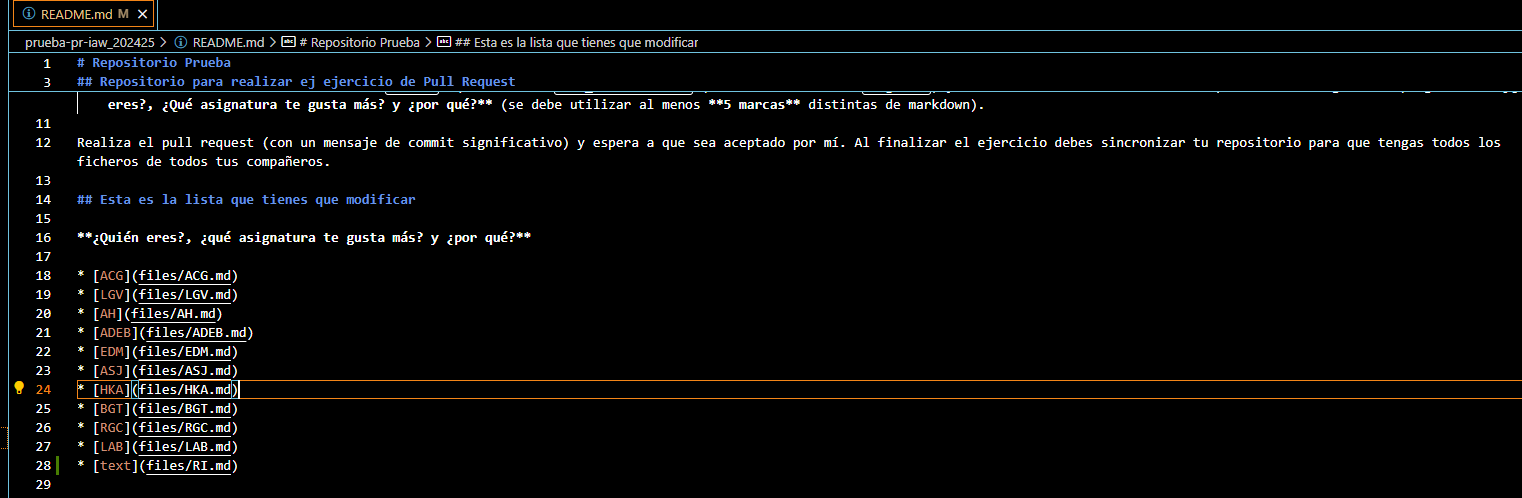 README.md M
prueba-pr-iaw_202425 > README.md > # Repositorio Prueba > ## Esta es la lista que tienes que modificar
1 # Repositorio Prueba
3 ## Repositorio para realizar ej ejercicio de Pull Request
eres?, ¿Qué asignatura te gusta más? y ¿por qué?** (se debe utilizar al menos **5 marcas** distintas de markdown).
11
12 Realiza el pull request (con un mensaje de commit significativo) y espera a que sea aceptado por mí. Al finalizar el ejercicio debes sincronizar tu repositorio para que tengas todos los
ficheros de todos tus compañeros.
13
14 ## Esta es la lista que tienes que modificar
15
16 **¿Quién eres?, ¿qué asignatura te gusta más? y ¿por qué?**
17
18 * [ACG](files/ACG.md)
19 * [LGV](files/LGV.md)
20 * [AH](files/AH.md)
21 * [ADEB](files/ADEB.md)
22 * [EDM](files/EDM.md)
23 * [ASJ](files/ASJ.md)
24 * [HKA](files/HKA.md)
25 * [BGT](files/BGT.md)
26 * [RGC](files/RGC.md)
27 * [LAB](files/LAB.md)
28 * [text](files/RI.md)
29